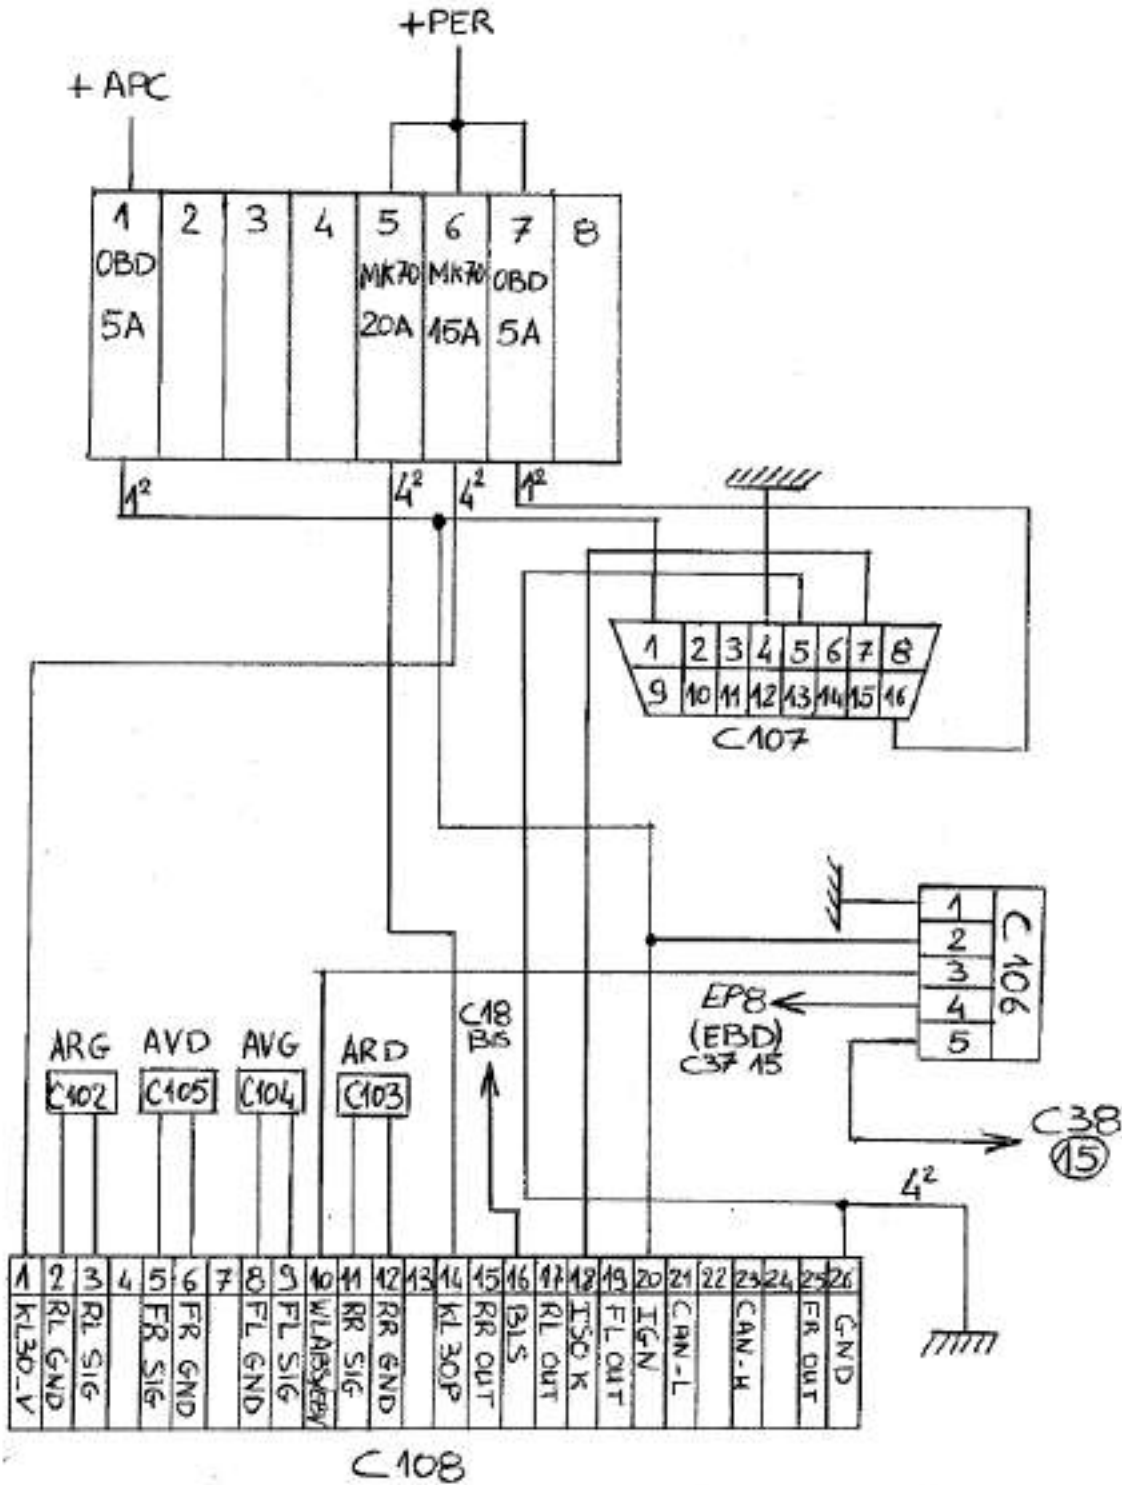 +PER
+APC
1 2 3 4 5 6 7 8
OBD MK70 MK70 OBD
5A 20A 15A 5A
1² 4² 4² 1²
1 2 3 4 5 6 7 8
9 10 11 12 13 14 15 16
C107
1
2
3
4
5
C106
EP8
(EBD)
C37 15
C18
Bis
ARG AVD AVG ARD
C102 C105 C104 C103
C38
15
4²
1 2 3 4 5 6 7 8 9 10 11 12 13 14 15 16 17 18 19 20 21 22 23 24 25 26
KL30_V
RL GND
RL SIG
FR SIG
FR GND
FL GND
FL SIG
RR SIG
RR GND
KL30P
RR OUT
BLS
RL OUT
ISO K
FL OUT
IGN
CAN-L
CAN-H
FR OUT
GND
C108